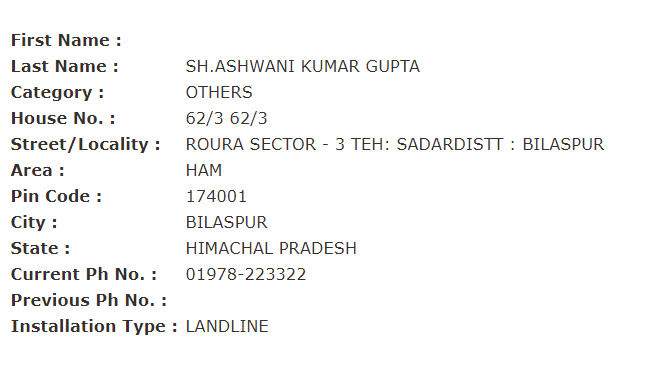 First Name :
Last Name : SH.ASHWANI KUMAR GUPTA
Category : OTHERS
House No. : 62/3 62/3
Street/Locality : ROURA SECTOR - 3 TEH: SADARDISTT : BILASPUR
Area : HAM
Pin Code : 174001
City : BILASPUR
State : HIMACHAL PRADESH
Current Ph No. : 01978-223322
Previous Ph No. :
Installation Type : LANDLINE